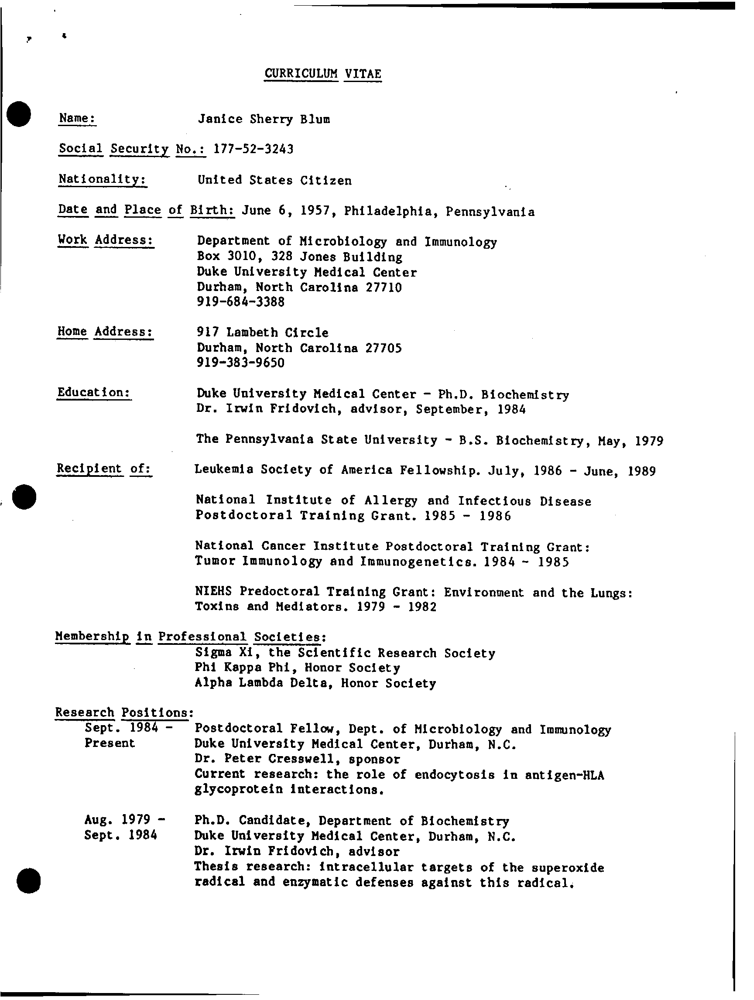 CURRICULUM VITAE
Name: Janice Sherry Blum
Social Security No.: 177-52-3243
Nationality: United States Citizen
Date and Place of Birth: June 6, 1957, Philadelphia, Pennsylvania
Work Address: Department of Microbiology and Immunology
Box 3010, 328 Jones Building
Duke University Medical Center
Durham, North Carolina 27710
919-684-3388
Home Address: 917 Lambeth Circle
Durham, North Carolina 27705
919-383-9650
Education: Duke University Medical Center - Ph.D. Biochemistry
Dr. Irwin Fridovich, advisor, September, 1984
The Pennsylvania State University - B.S. Biochemistry, May, 1979
Recipient of: Leukemia Society of America Fellowship. July, 1986 - June, 1989
National Institute of Allergy and Infectious Disease
Postdoctoral Training Grant. 1985 - 1986
National Cancer Institute Postdoctoral Training Grant:
Tumor Immunology and Immunogenetics. 1984 - 1985
NIEHS Predoctoral Training Grant: Environment and the Lungs:
Toxins and Mediators. 1979 - 1982
Membership in Professional Societies:
Sigma Xi, the Scientific Research Society
Phi Kappa Phi, Honor Society
Alpha Lambda Delta, Honor Society
Research Positions:
Sept. 1984 - Postdoctoral Fellow, Dept. of Microbiology and Immunology
Present Duke University Medical Center, Durham, N.C.
Dr. Peter Cresswell, sponsor
Current research: the role of endocytosis in antigen-HLA
glycoprotein interactions.
Aug. 1979 - Ph.D. Candidate, Department of Biochemistry
Sept. 1984 Duke University Medical Center, Durham, N.C.
Dr. Irwin Fridovich, advisor
Thesis research: intracellular targets of the superoxide
radical and enzymatic defenses against this radical.